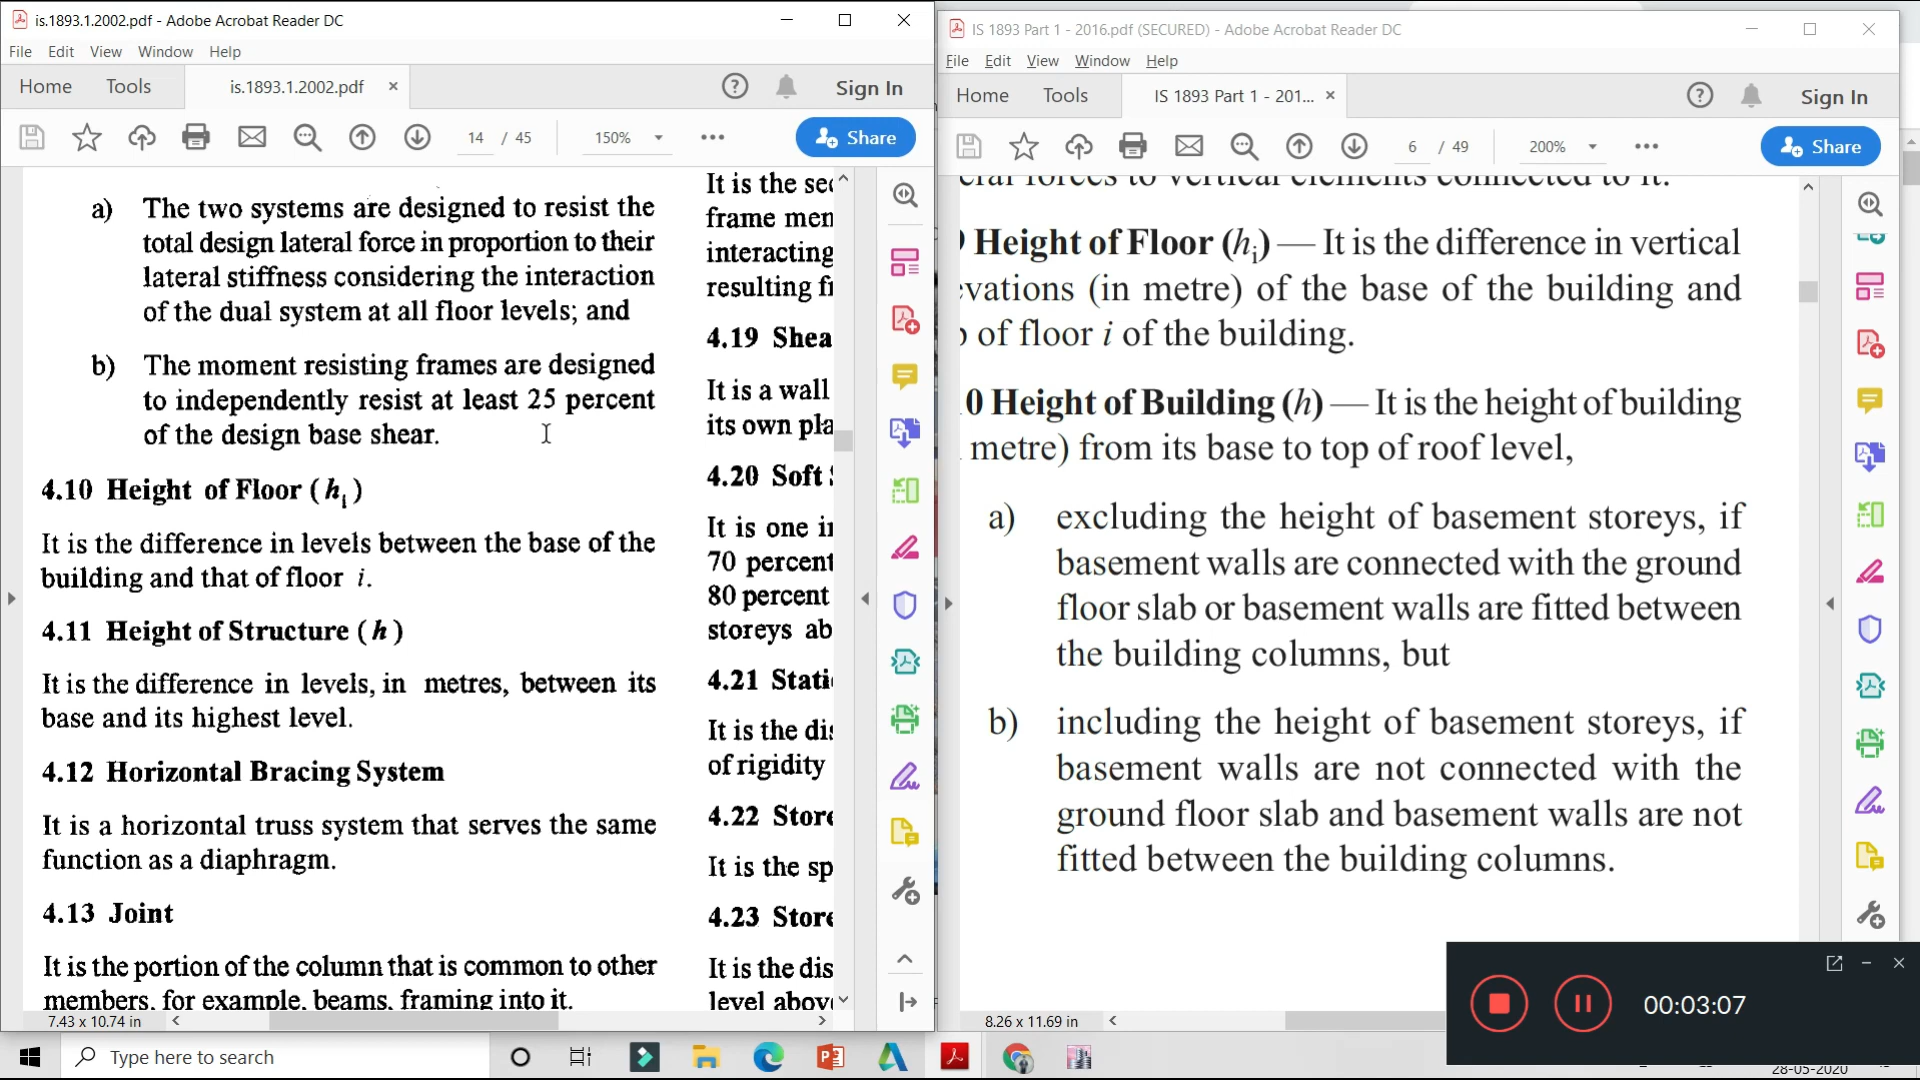 is.1893.1.2002.pdf - Adobe Acrobat Reader DC
File Edit View Window Help
Home Tools is.1893.1.2002.pdf × Sign In
14 / 45 150% Share
a) The two systems are designed to resist the
total design lateral force in proportion to their
lateral stiffness considering the interaction
of the dual system at all floor levels; and
b) The moment resisting frames are designed
to independently resist at least 25 percent
of the design base shear.
4.10 Height of Floor ( hi )
It is the difference in levels between the base of the
building and that of floor i.
4.11 Height of Structure ( h )
It is the difference in levels, in metres, between its
base and its highest level.
4.12 Horizontal Bracing System
It is a horizontal truss system that serves the same
function as a diaphragm.
4.13 Joint
It is the portion of the column that is common to other
members, for example, beams, framing into it.
It is the sec
frame men
interacting
resulting fr
4.19 Shea
It is a wall
its own pla
4.20 Soft
It is one in
70 percent
80 percent
storeys ab
4.21 Stati
It is the dis
of rigidity
4.22 Store
It is the sp
4.23 Store
It is the dis
level above
7.43 x 10.74 in
IS 1893 Part 1 - 2016.pdf (SECURED) - Adobe Acrobat Reader DC
File Edit View Window Help
Home Tools IS 1893 Part 1 - 201... × Sign In
6 / 49 200% Share
eral forces to vertical elements connected to it.
Height of Floor (hi) — It is the difference in vertical
evations (in metre) of the base of the building and
of floor i of the building.
0 Height of Building (h) — It is the height of building
metre) from its base to top of roof level,
a) excluding the height of basement storeys, if
basement walls are connected with the ground
floor slab or basement walls are fitted between
the building columns, but
b) including the height of basement storeys, if
basement walls are not connected with the
ground floor slab and basement walls are not
fitted between the building columns.
8.26 x 11.69 in
00:03:07
Type here to search
28-05-2020